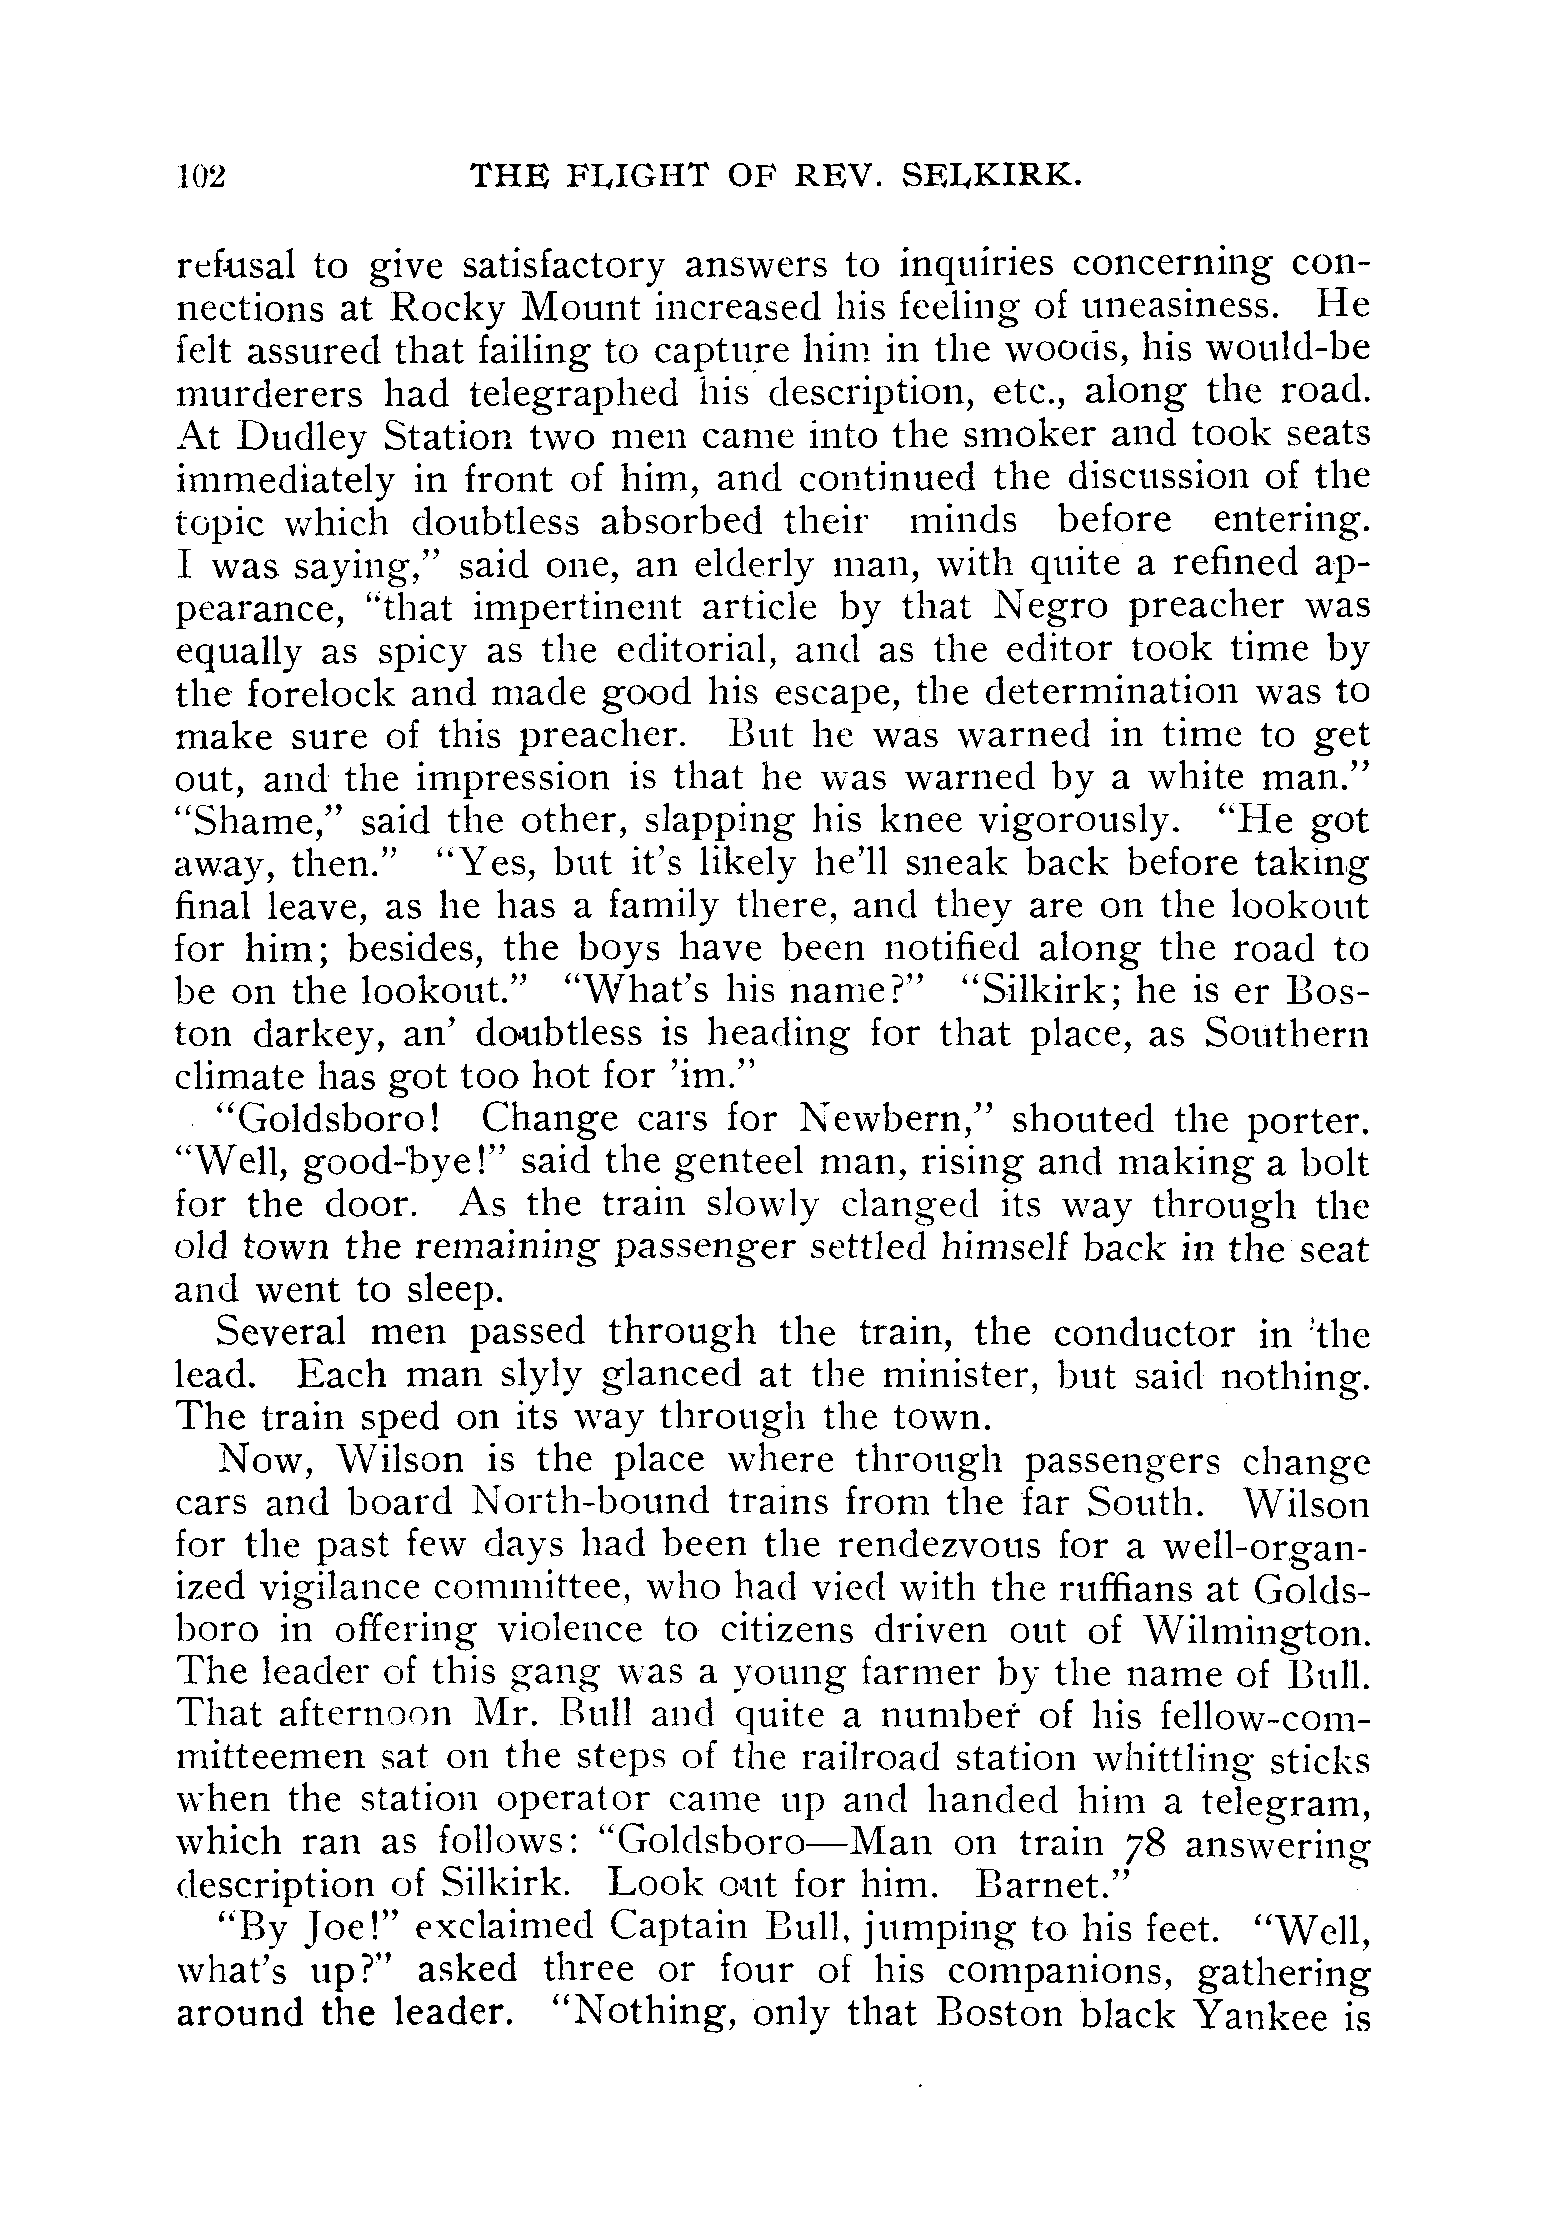 102 THE FLIGHT OF REV. SELKIRK.
refusal to give satisfactory answers to inquiries concerning con-
nections at Rocky Mount increased his feeling of uneasiness. He
felt assured that failing to capture him in the woods, his would-be
murderers had telegraphed his description, etc., along the road.
At Dudley Station two men came into the smoker and took seats
immediately in front of him, and continued the discussion of the
topic which doubtless absorbed their minds before entering.
I was saying,” said one, an elderly man, with quite a refined ap-
pearance, “that impertinent article by that Negro preacher was
equally as spicy as the editorial, and as the editor took time by
the forelock and made good his escape, the determination was to
make sure of this preacher. But he was warned in time to get
out, and the impression is that he was warned by a white man.”
“Shame,” said the other, slapping his knee vigorously. “He got
away, then.” “Yes, but it’s likely he’ll sneak back before taking
final leave, as he has a family there, and they are on the lookout
for him; besides, the boys have been notified along the road to
be on the lookout.” “What’s his name?” “Silkirk; he is er Bos-
ton darkey, an’ doubtless is heading for that place, as Southern
climate has got too hot for ’im.”
“Goldsboro! Change cars for Newbern,” shouted the porter.
“Well, good-bye!” said the genteel man, rising and making a bolt
for the door. As the train slowly clanged its way through the
old town the remaining passenger settled himself back in the seat
and went to sleep.
Several men passed through the train, the conductor in the
lead. Each man slyly glanced at the minister, but said nothing.
The train sped on its way through the town.
Now, Wilson is the place where through passengers change
cars and board North-bound trains from the far South. Wilson
for the past few days had been the rendezvous for a well-organ-
ized vigilance committee, who had vied with the ruffians at Golds-
boro in offering violence to citizens driven out of Wilmington.
The leader of this gang was a young farmer by the name of Bull.
That afternoon Mr. Bull and quite a number of his fellow-com-
mitteemen sat on the steps of the railroad station whittling sticks
when the station operator came up and handed him a telegram,
which ran as follows: “Goldsboro—Man on train 78 answering
description of Silkirk. Look out for him. Barnet.”
“By Joe!” exclaimed Captain Bull, jumping to his feet. “Well,
what’s up?” asked three or four of his companions, gathering
around the leader. “Nothing, only that Boston black Yankee is